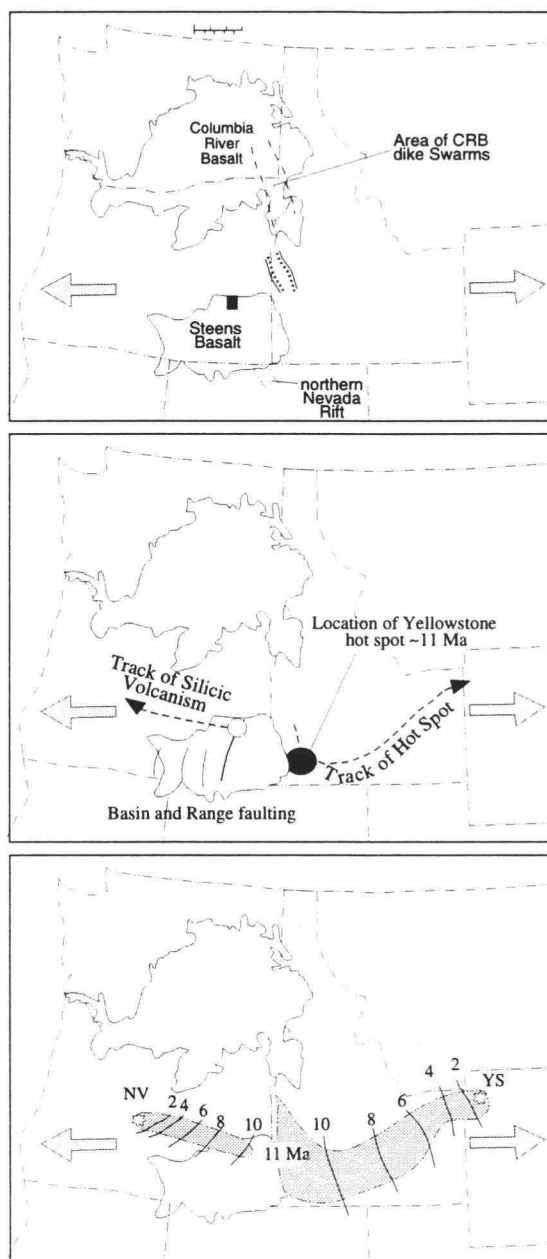 Columbia
River
Basalt
Area of CRB
dike Swarms
Steens
Basalt
northern
Nevada
Rift
Location of Yellowstone
hot spot ~11 Ma
Track of Silicic
Volcanism
Track of Hot Spot
Basin and Range faulting
NV
2 4 6 8 10
11 Ma
10 8 6 4 2
YS